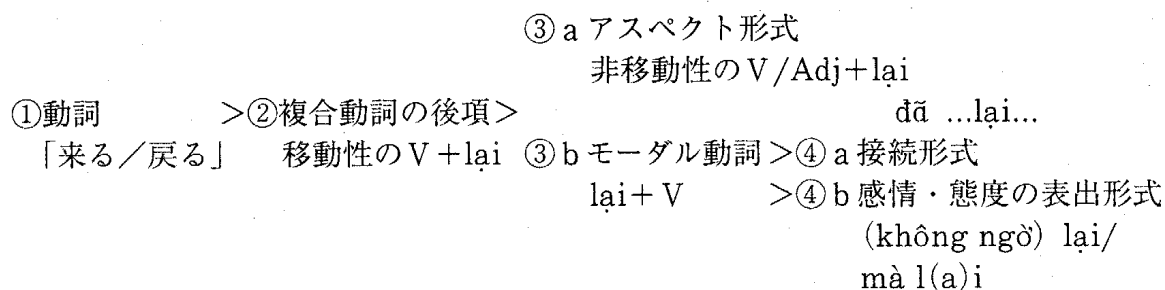 ③ a アスペクト形式
非移動性のV/Adj+lại
①動詞 >②複合動詞の後項> đã …lại…
「来る/戻る」 移動性のV+lại ③ b モーダル動詞>④ a 接続形式
lại+V >④ b 感情・態度の表出形式
(không ngờ) lại/
mà l(a)i